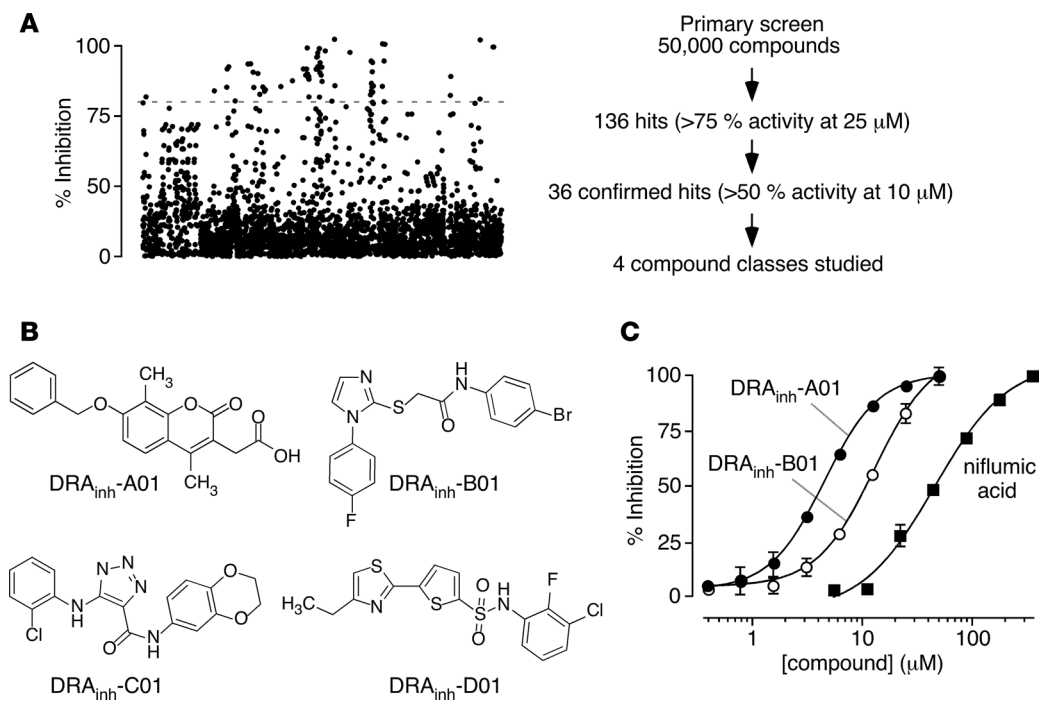 A
100
75
50
0
% Inhibition
Primary screen
50,000 compounds
136 hits (>75 % activity at 25 μM)
36 confirmed hits (>50 % activity at 10 μM)
4 compound classes studied
B
CH3
O
O
O
O
OH
CH3
DRAinh-A01
N
N
S
H
N
O
Br
F
DRAinh-B01
N
N
N
N
H
Cl
O
N
H
O
O
DRAinh-C01
H3C
S
N
S
O
S
O
H
N
F
Cl
DRAinh-D01
C
100
75
50
25
0
% Inhibition
DRAinh-A01
DRAinh-B01
niflumic
acid
1
10
100
[compound] (μM)